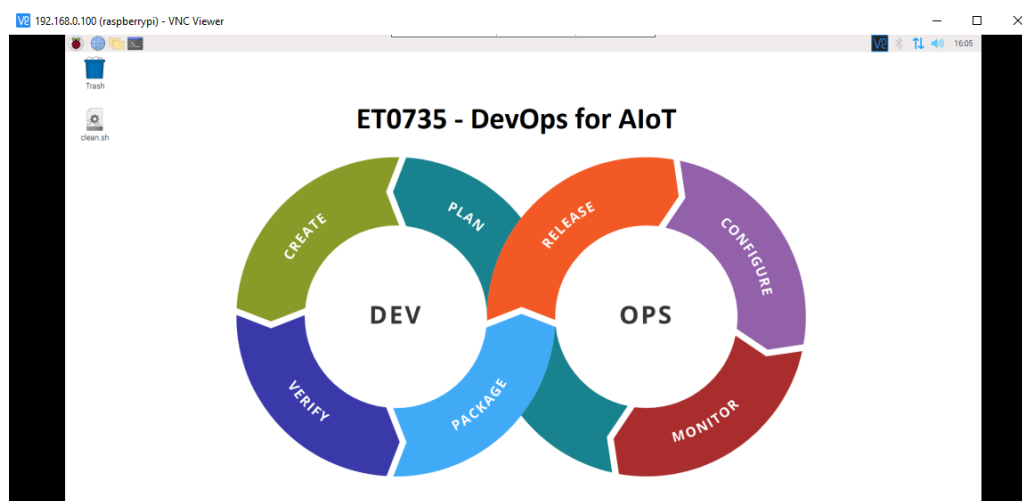 192.168.0.100 (raspberrypi) - VNC Viewer
16:05
Trash
clean.sh
ET0735 - DevOps for AIoT
CREATE
PLAN
RELEASE
CONFIGURE
DEV
OPS
VERIFY
PACKAGE
MONITOR